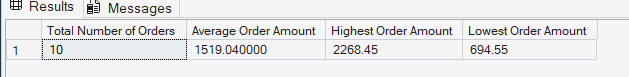 Results Messages
Total Number of Orders Average Order Amount Highest Order Amount Lowest Order Amount
1 10 1519.040000 2268.45 694.55